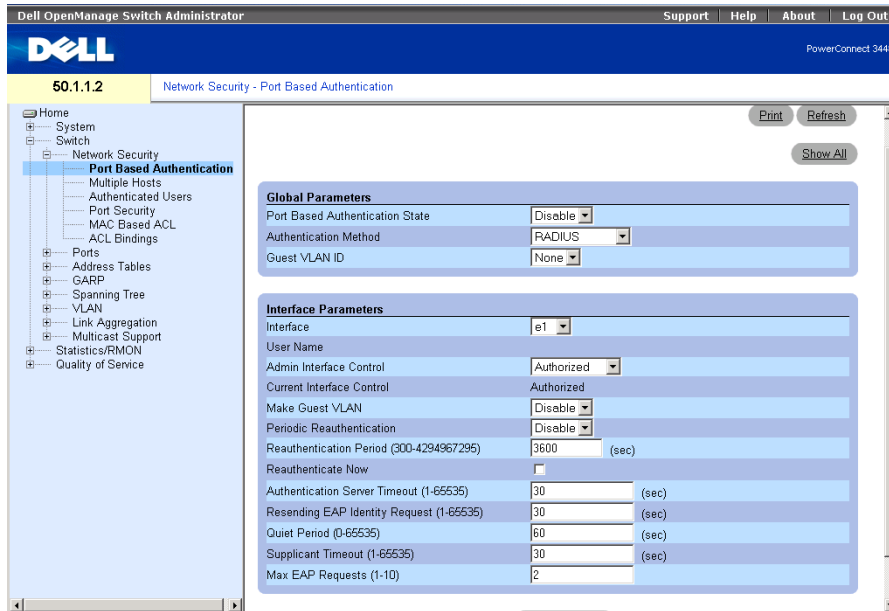 Dell OpenManage Switch Administrator
Support Help About Log Out
DELL
PowerConnect 344
50.1.1.2
Network Security - Port Based Authentication
Home
System
Switch
Network Security
Port Based Authentication
Multiple Hosts
Authenticated Users
Port Security
MAC Based ACL
ACL Bindings
Ports
Address Tables
GARP
Spanning Tree
VLAN
Link Aggregation
Multicast Support
Statistics/RMON
Quality of Service
Print Refresh
Show All
Global Parameters
Port Based Authentication State Disable
Authentication Method RADIUS
Guest VLAN ID None
Interface Parameters
Interface e1
User Name
Admin Interface Control Authorized
Current Interface Control Authorized
Make Guest VLAN Disable
Periodic Reauthentication Disable
Reauthentication Period (300-4294967295) 3600 (sec)
Reauthenticate Now
Authentication Server Timeout (1-65535) 30 (sec)
Resending EAP Identity Request (1-65535) 30 (sec)
Quiet Period (0-65535) 60 (sec)
Supplicant Timeout (1-65535) 30 (sec)
Max EAP Requests (1-10) 2